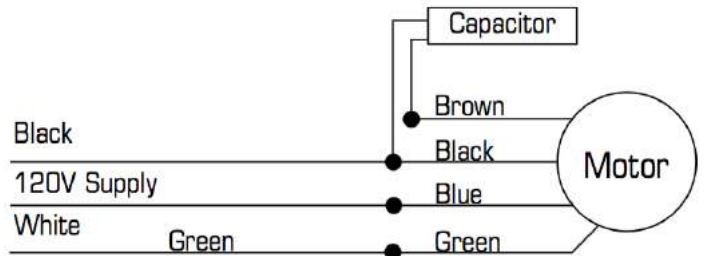 Capacitor
Brown
Black
Black
Motor
120V Supply
Blue
White
Green
Green